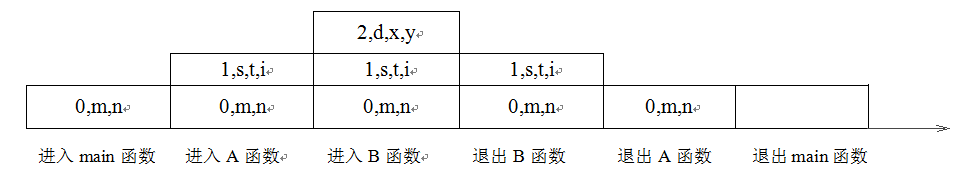 2,d,x,y
1,s,t,i 1,s,t,i 1,s,t,i
0,m,n 0,m,n 0,m,n 0,m,n 0,m,n
进入 main 函数 进入 A 函数 进入 B 函数 退出 B 函数 退出 A 函数 退出 main 函数